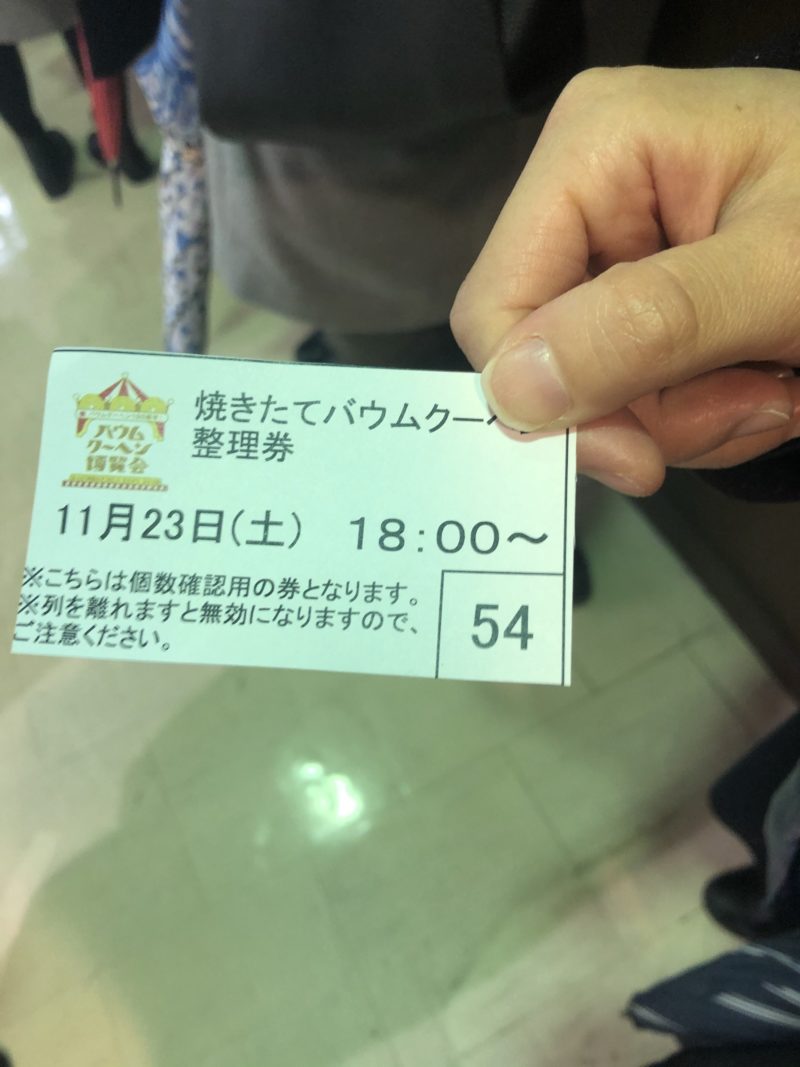 バウム
クーヘン
博覧会
焼きたてバウムクーヘ
整理券
11月23日(土) 18:00～
※こちらは個数確認用の券となります。
※列を離れますと無効になりますので、
ご注意ください。
54